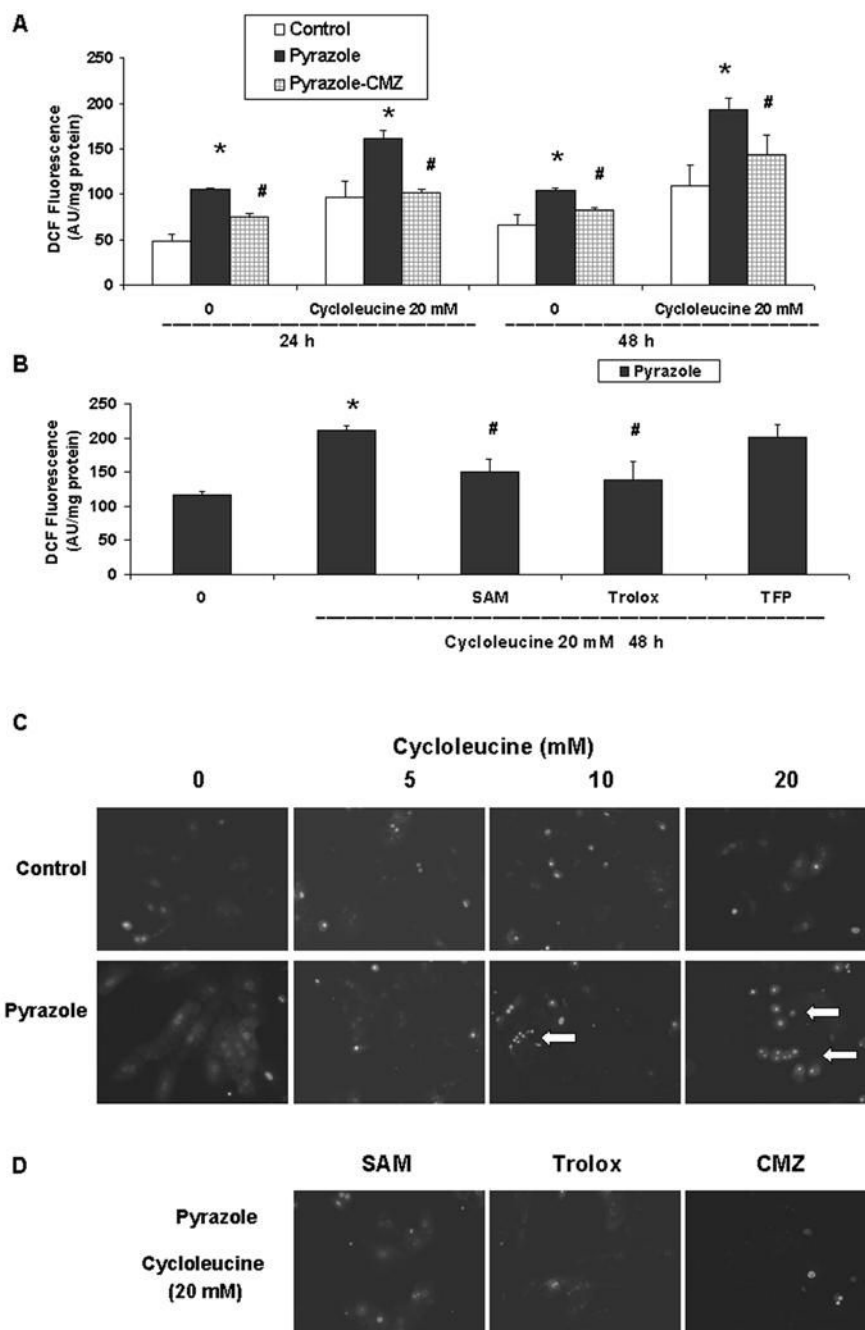 A
Control
Pyrazole
Pyrazole-CMZ
DCF Fluorescence
(AU/mg protein)
250
200
150
100
50
0
*
#
*
#
*
#
*
#
0
Cycloleucine 20 mM
0
Cycloleucine 20 mM
24 h
48 h
B
Pyrazole
DCF Fluorescence
(AU/mg protein)
250
200
150
100
50
0
*
#
#
0
SAM
Trolox
TFP
Cycloleucine 20 mM 48 h
C
Cycloleucine (mM)
0
5
10
20
Control
Pyrazole
D
SAM
Trolox
CMZ
Pyrazole
Cycloleucine
(20 mM)